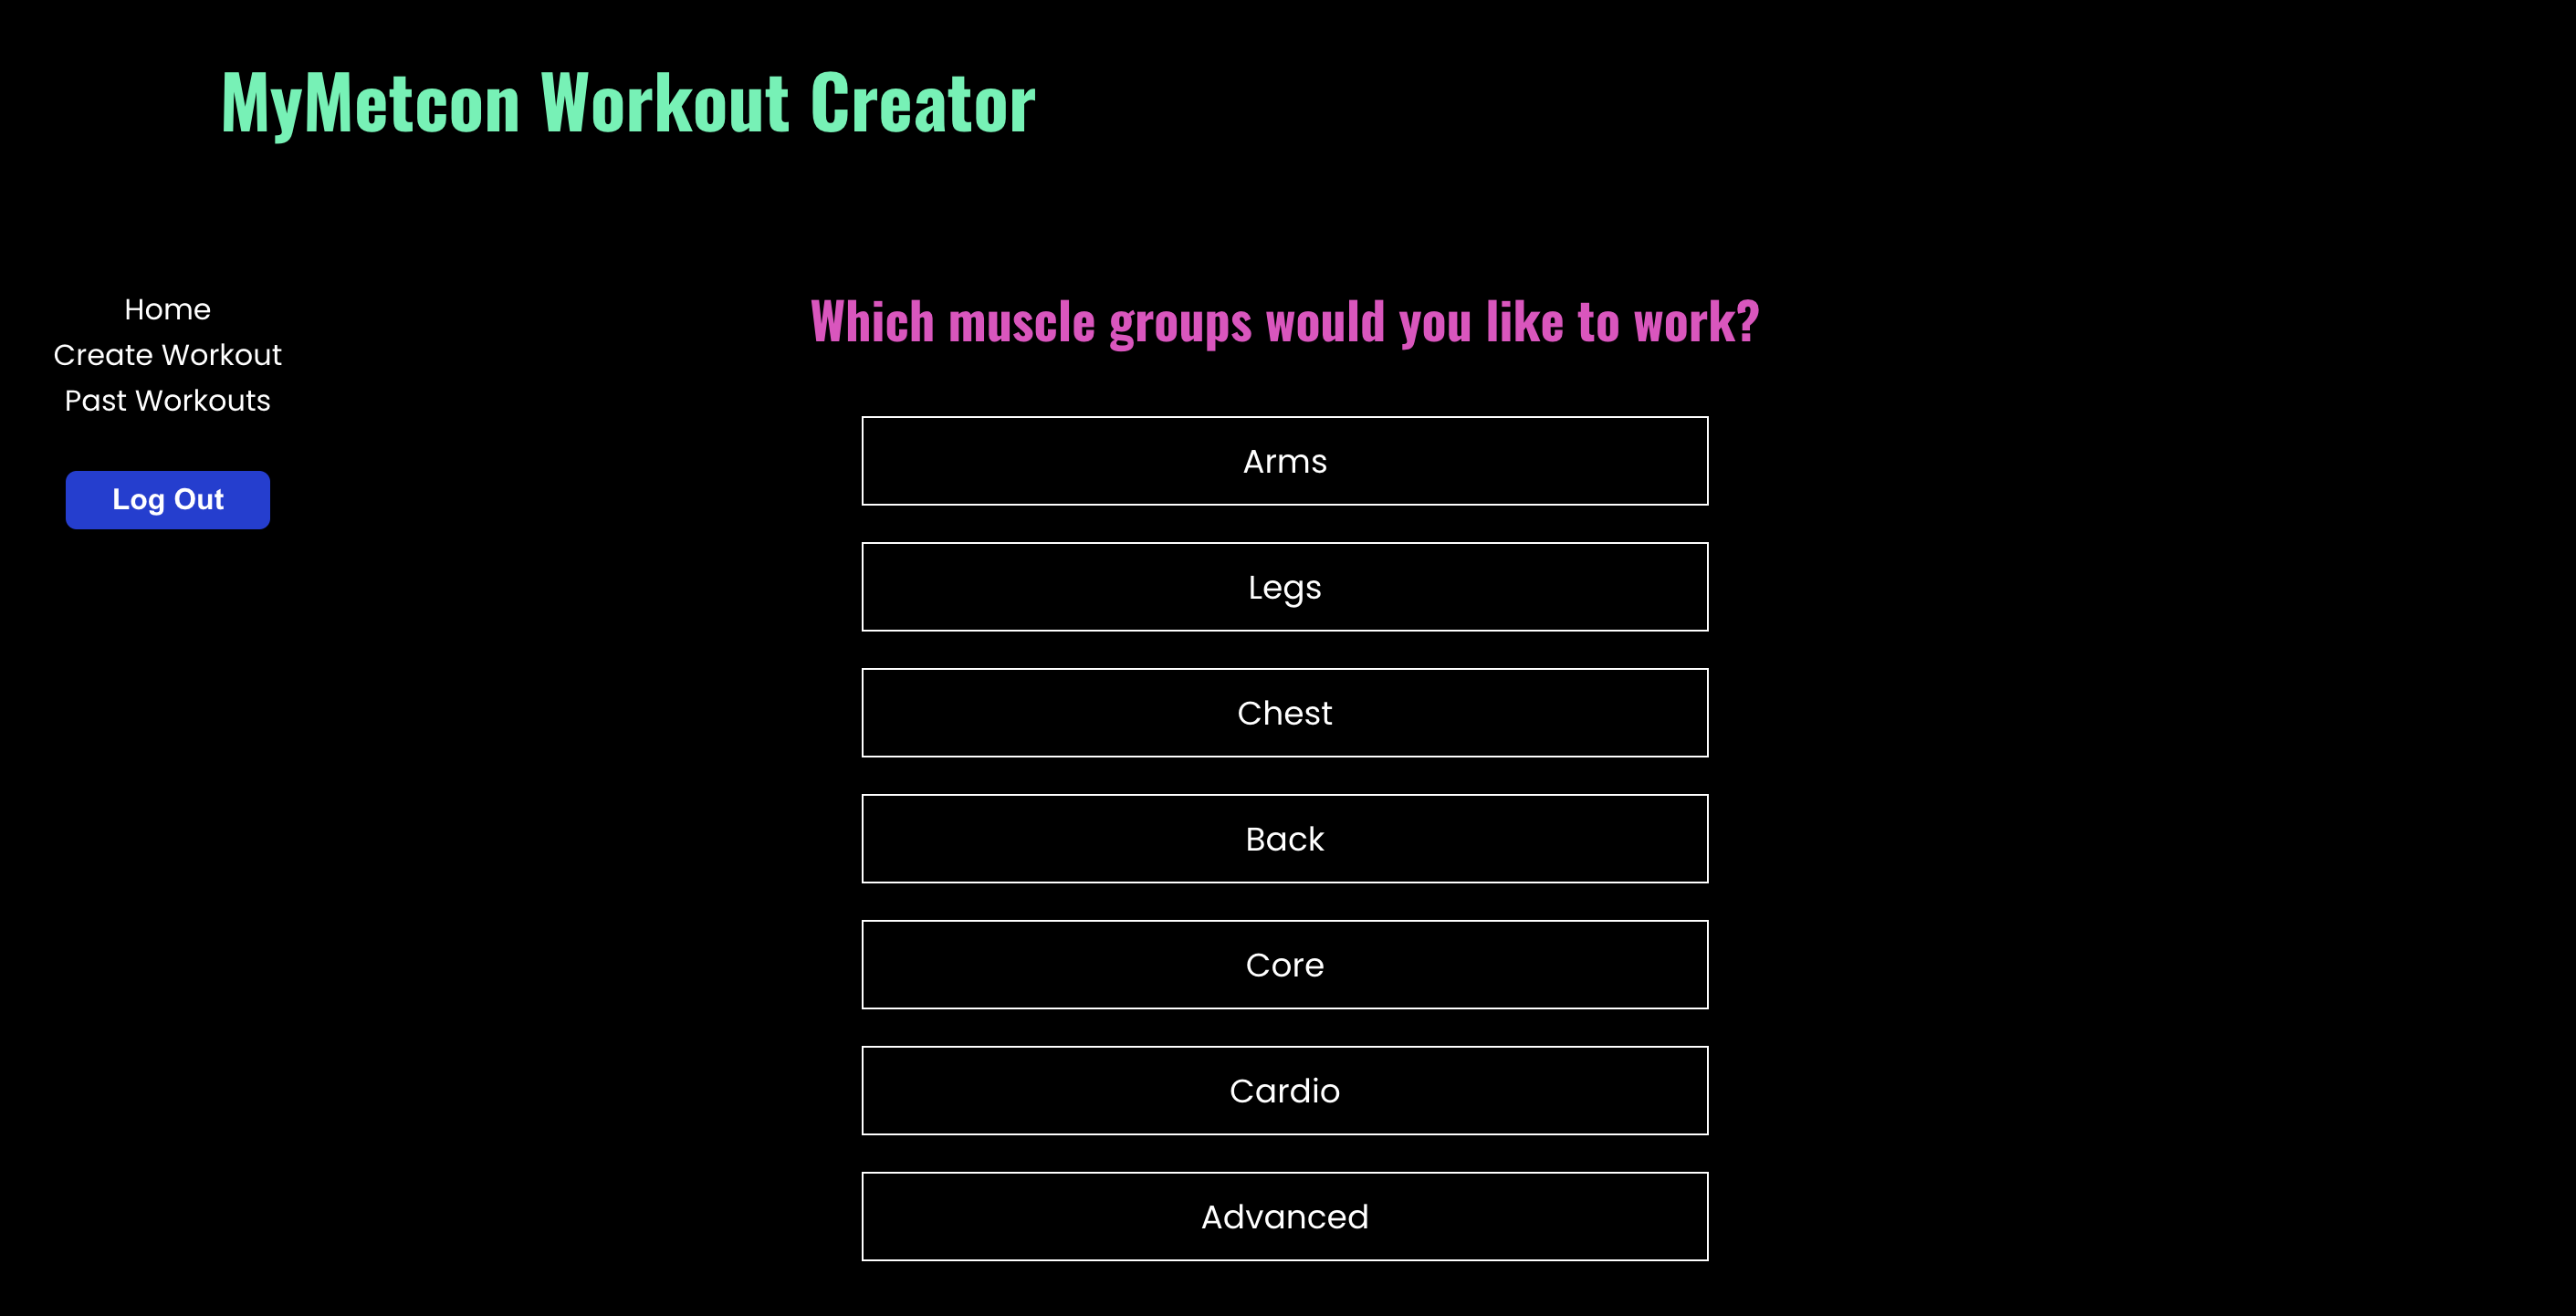 MyMetcon Workout Creator
Home
Create Workout
Past Workouts
Log Out
Which muscle groups would you like to work?
Arms
Legs
Chest
Back
Core
Cardio
Advanced